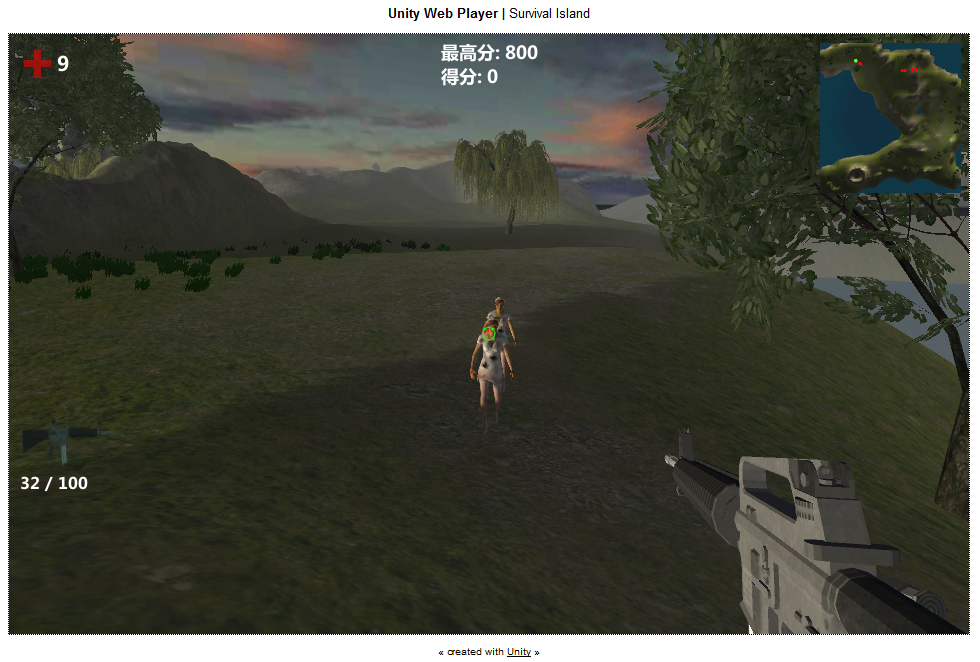 Unity Web Player | Survival Island
9
最高分: 800
得分: 0
32 / 100
« created with Unity »